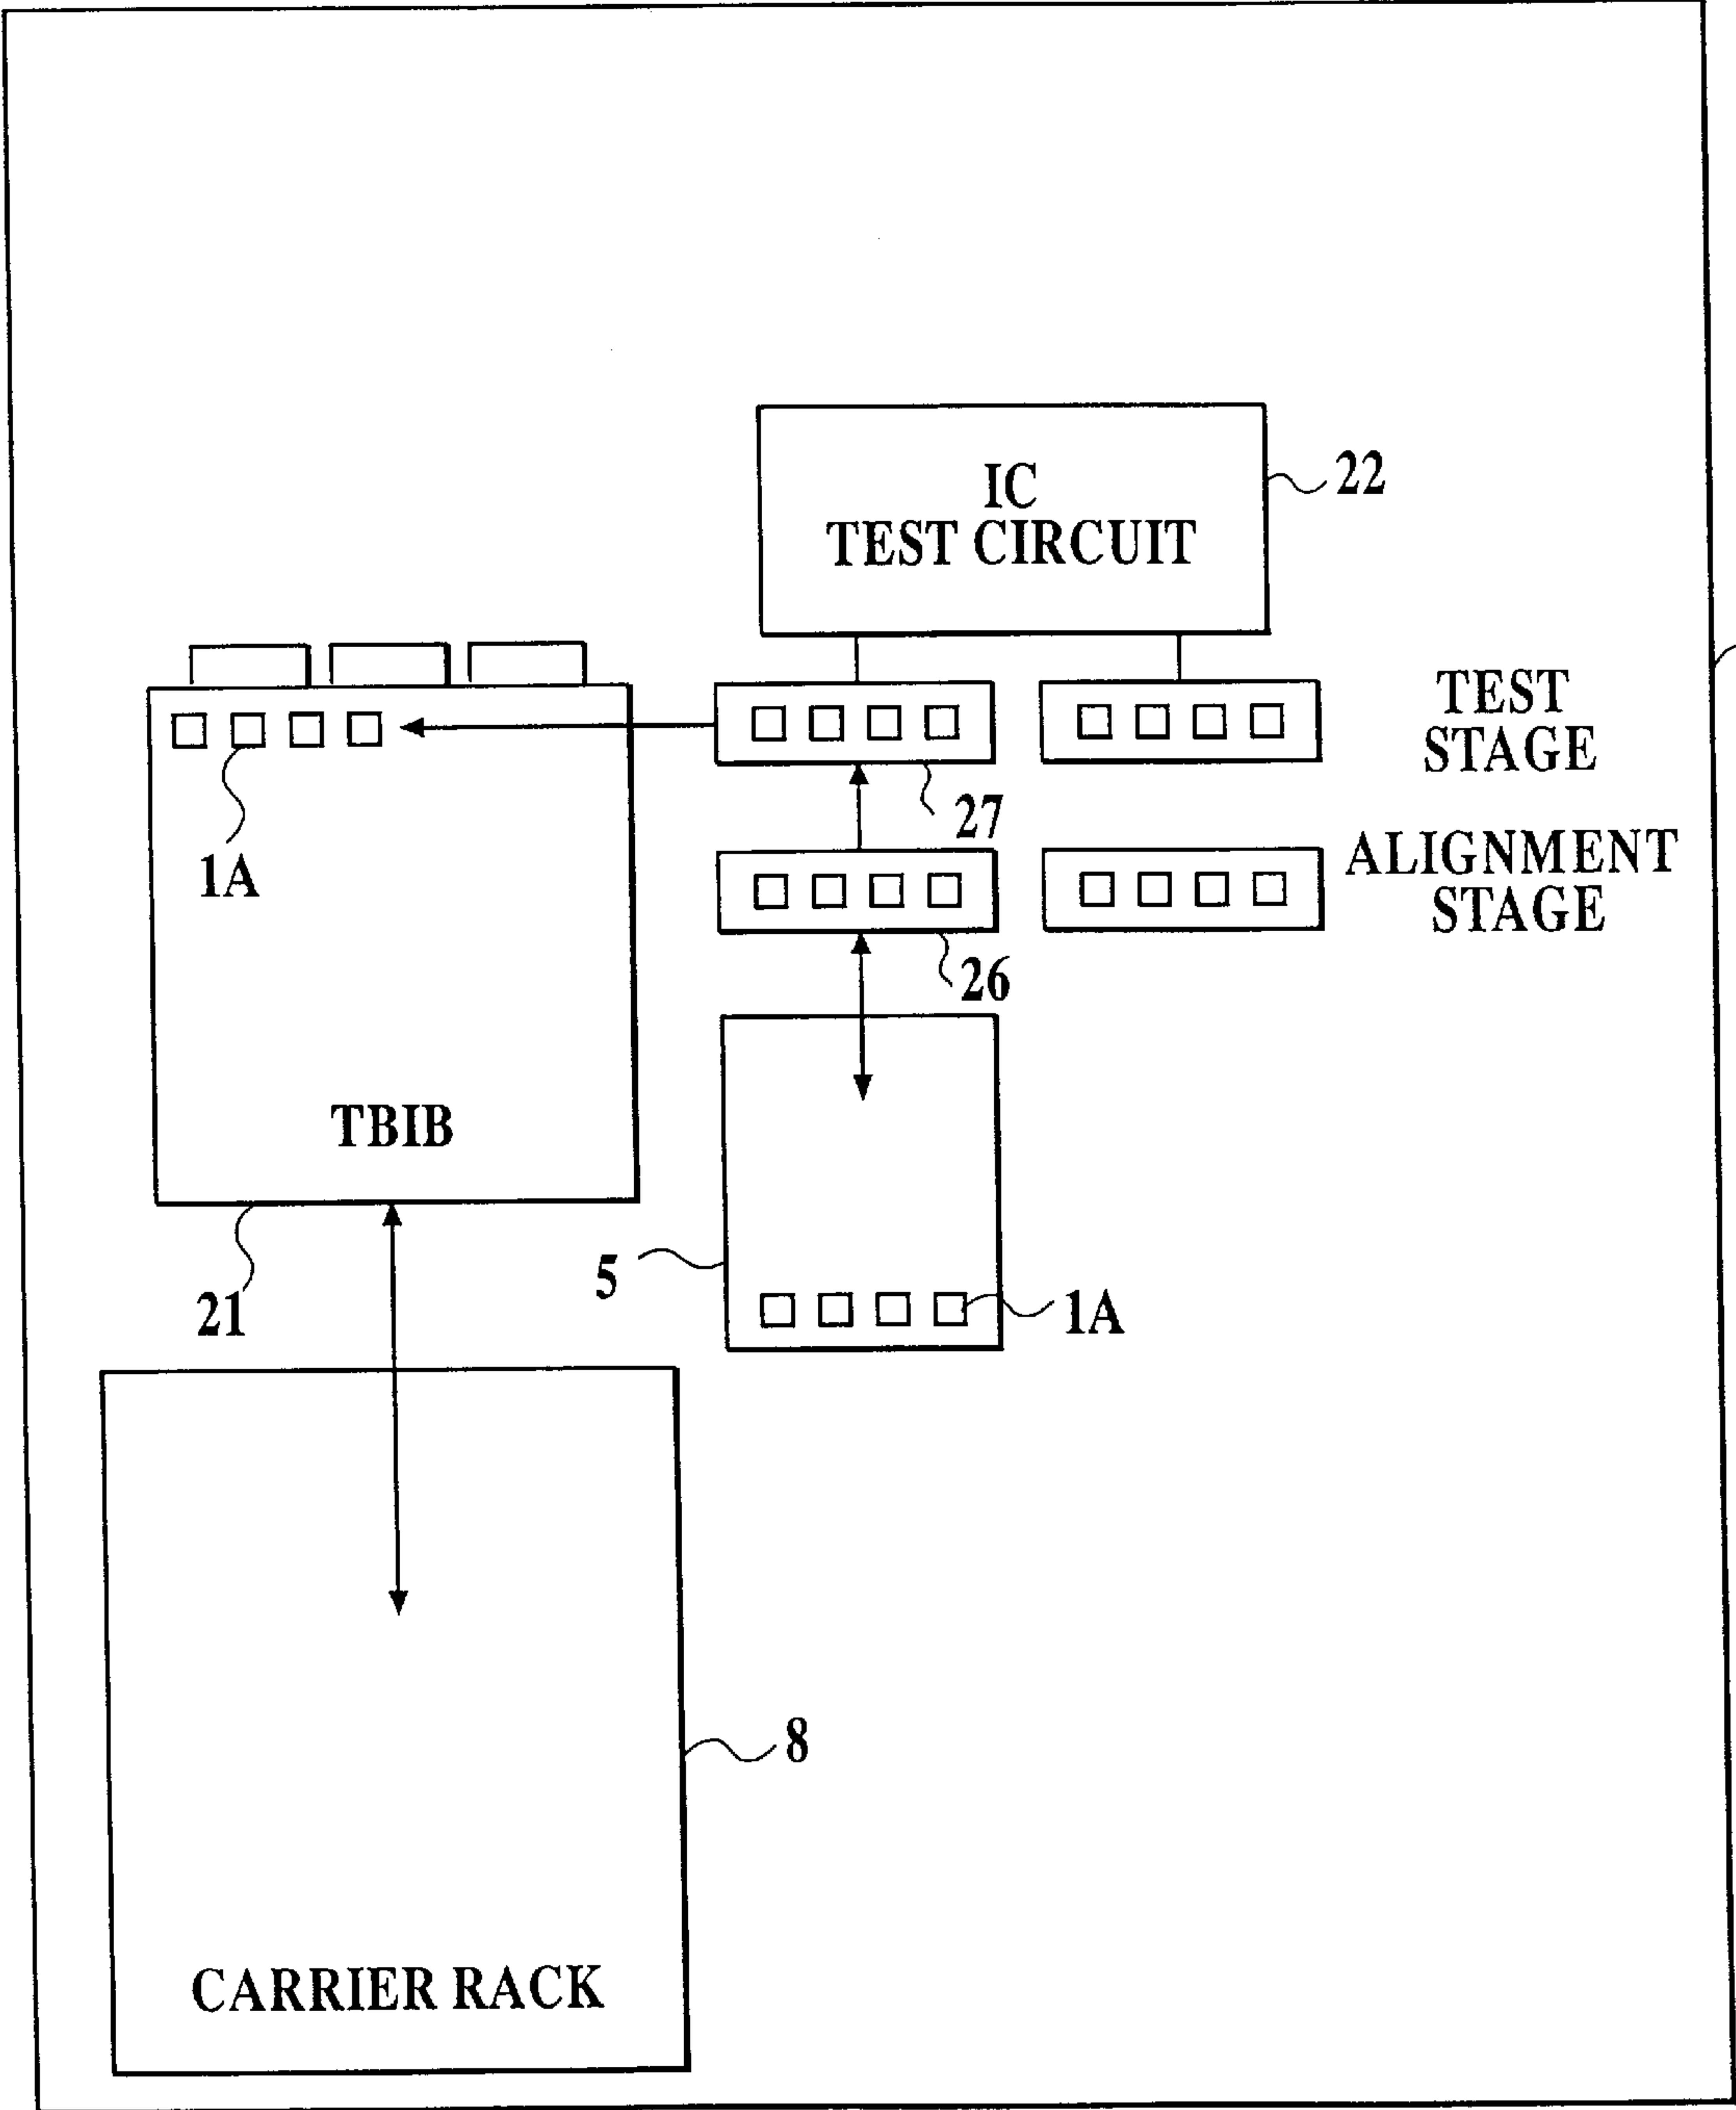 IC
TEST CIRCUIT
22
TEST
STAGE
27
1A
ALIGNMENT
STAGE
26
TBIB
21
5
1A
8
CARRIER RACK